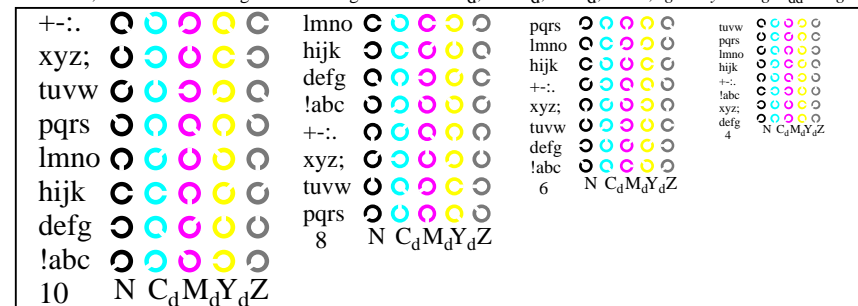 +-:.
xyz;
tuvw
pqrs
lmno
hijk
defg
!abc
10 N CdMdYdZ
lmno
hijk
defg
!abc
+-:.
xyz;
tuvw
pqrs
8 N CdMdYdZ
pqrs
lmno
hijk
+-:.
xyz;
tuvw
defg
!abc
6 N CdMdYdZ
tuvw
pqrs
lmno
hijk
+-:.
!abc
xyz;
defg
4 N CdMdYdZ